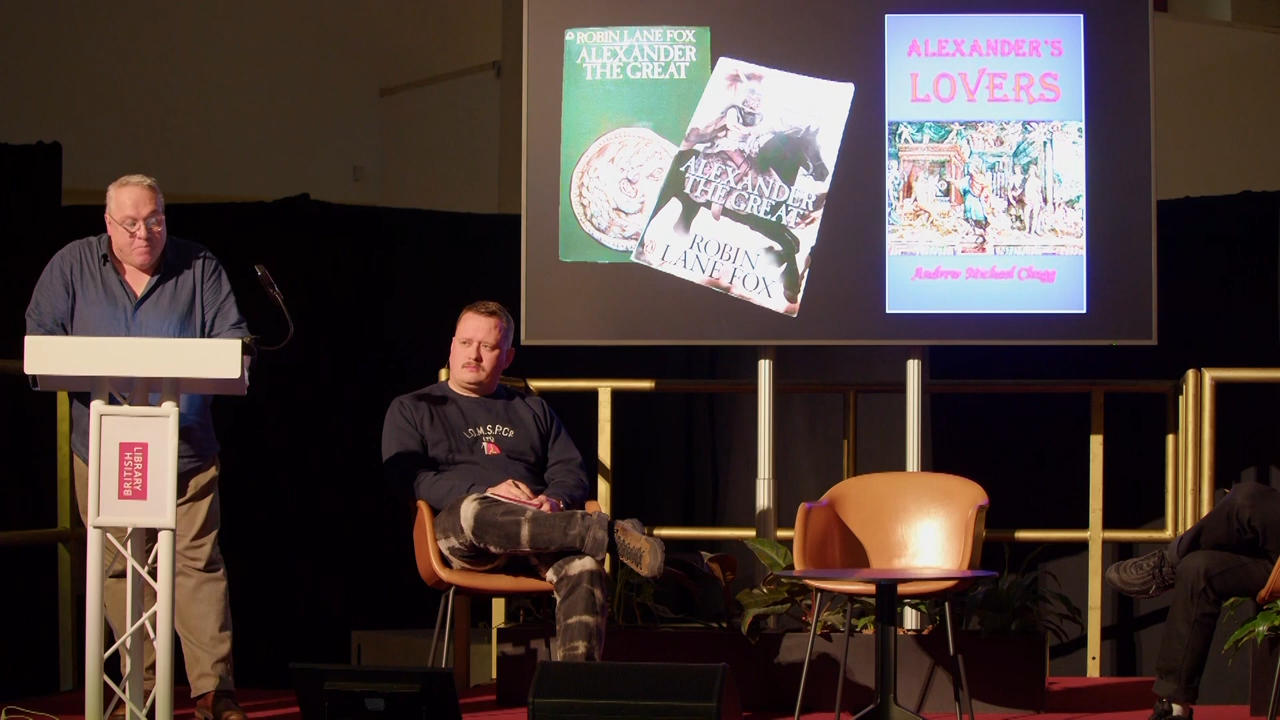 ROBIN LANE FOX
ALEXANDER
THE GREAT
ALEXANDER
THE GREAT
ROBIN
LANE FOX
ALEXANDER'S
LOVERS
Andrew Michael Chugg
LIBRARY
BRITISH